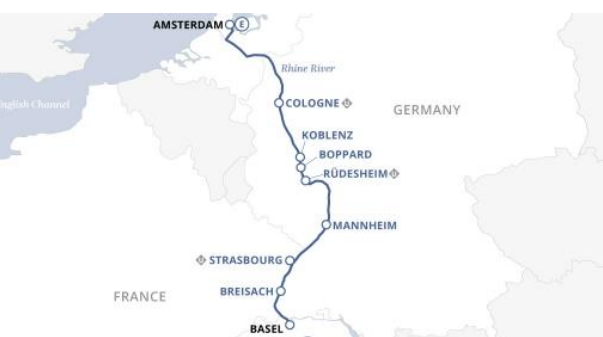 AMSTERDAM E
Rhine River
English Channel
COLOGNE
GERMANY
KOBLENZ
BOPPARD
RÜDESHEIM
MANNHEIM
STRASBOURG
BREISACH
FRANCE
BASEL